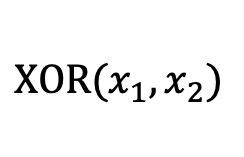 XOR(𝑥₁, 𝑥₂)